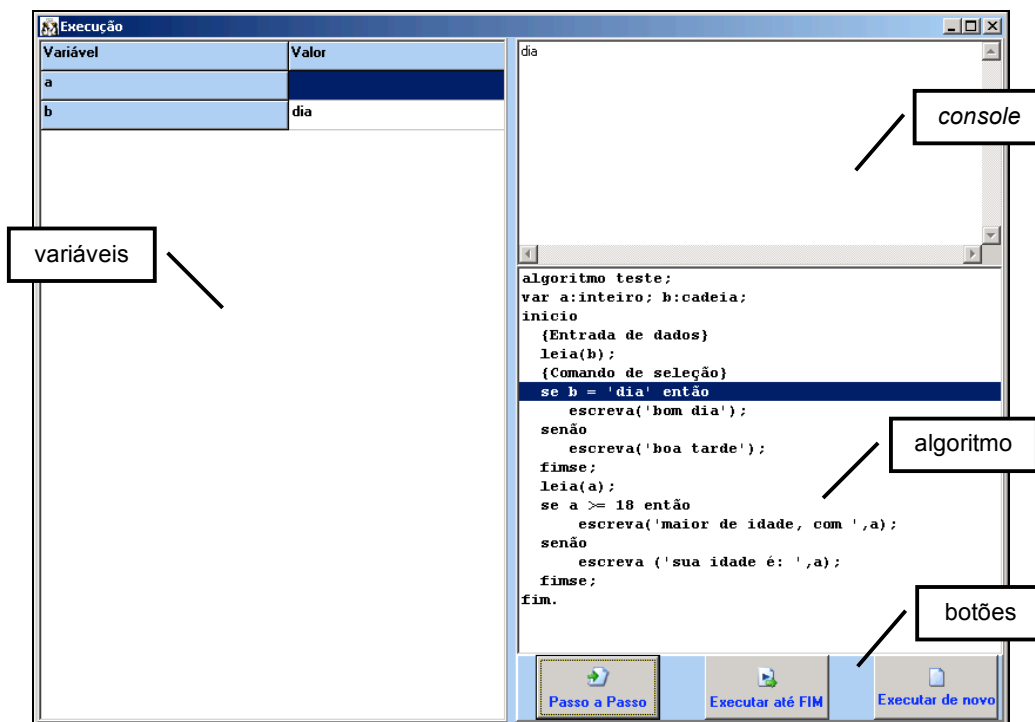 Execução
Variável Valor
a
b dia
variáveis
dia
console
algoritmo teste;
var a:inteiro; b:cadeia;
inicio
{Entrada de dados}
leia(b);
{Comando de seleção}
se b = 'dia' então
escreva('bom dia');
senão
escreva('boa tarde');
fimse;
leia(a);
se a >= 18 então
escreva('maior de idade, com ',a);
senão
escreva ('sua idade é: ',a);
fimse;
fim.
algoritmo
botões
Passo a Passo Executar até FIM Executar de novo